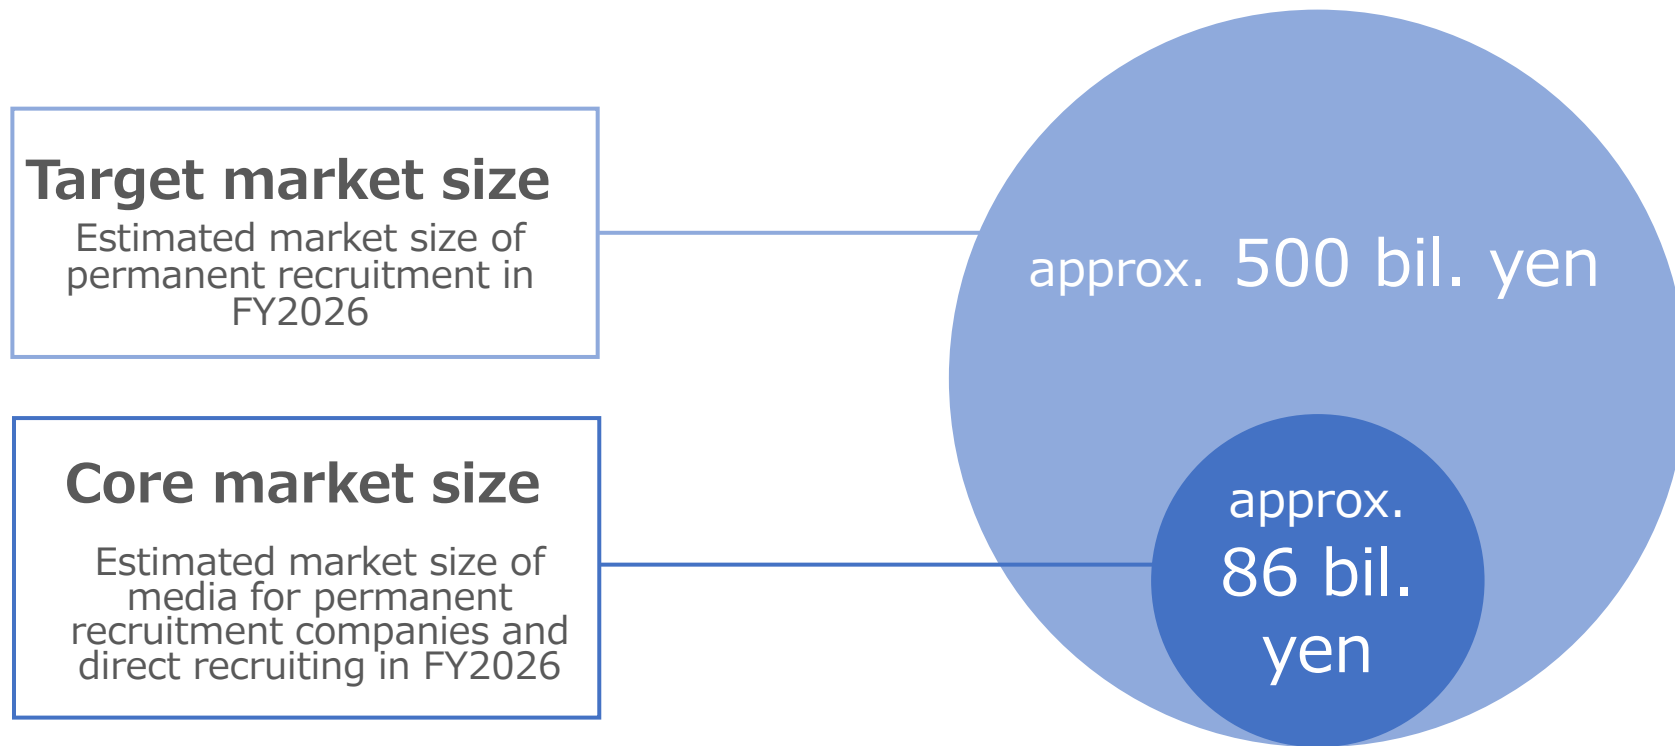 Target market size
Estimated market size of
permanent recruitment in
FY2026
approx. 500 bil. yen
Core market size
Estimated market size of
media for permanent
recruitment companies and
direct recruiting in FY2026
approx.
86 bil.
yen